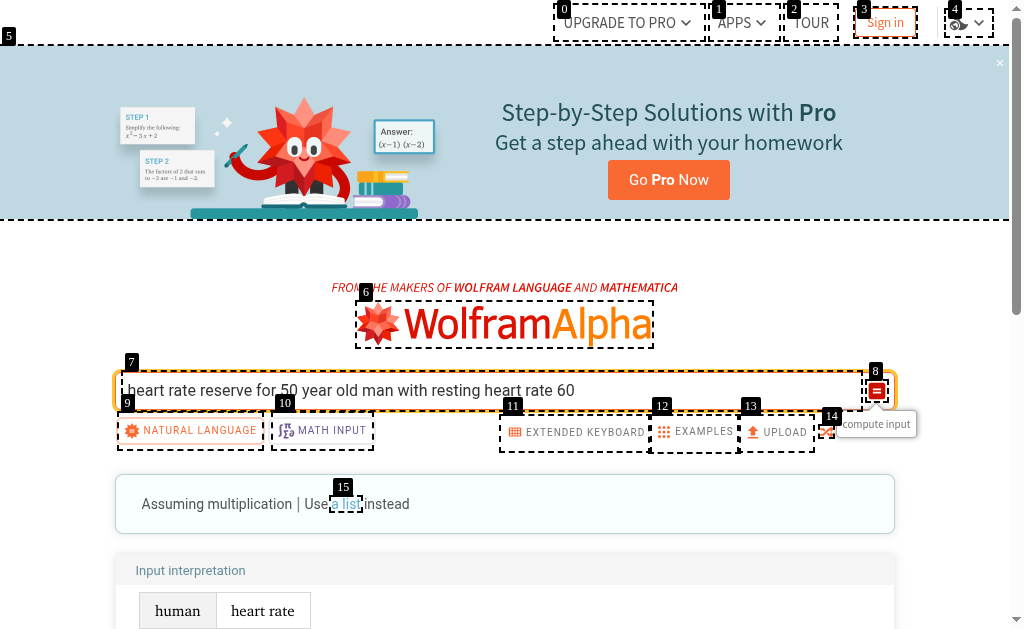 0 1 2 3 4
UPGRADE TO PRO APPS TOUR Sign in
5
×
STEP 1
Simplify the following:
x² − 3 x + 2
STEP 2
The factors of 2 that sum
to −3 are −1 and −2.
Answer:
(x−1) (x−2)
Step-by-Step Solutions with Pro
Get a step ahead with your homework
Go Pro Now
FROM THE MAKERS OF WOLFRAM LANGUAGE AND MATHEMATICA
6
WolframAlpha
7 8
heart rate reserve for 50 year old man with resting heart rate 60
=
9 10 11 12 13 14
NATURAL LANGUAGE MATH INPUT EXTENDED KEYBOARD EXAMPLES UPLOAD
compute input
15
Assuming multiplication | Use a list instead
Input interpretation
human heart rate